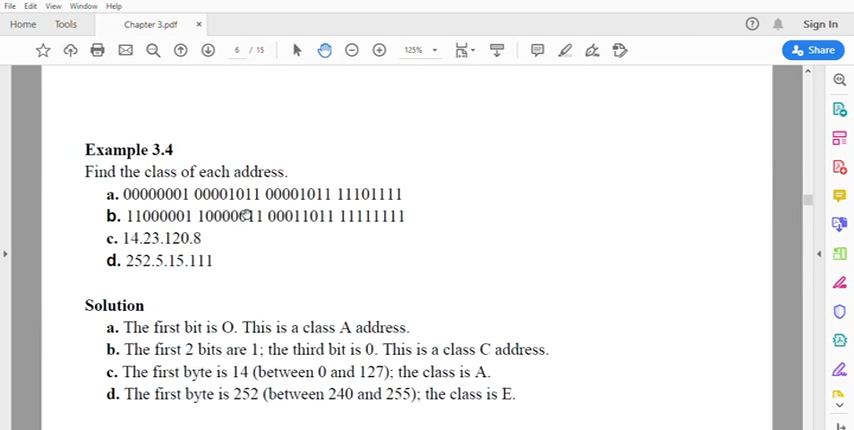 File Edit View Window Help
Home Tools Chapter 3.pdf × Sign In
6 / 15 125% Share
Example 3.4
Find the class of each address.
a. 00000001 00001011 00001011 11101111
b. 11000001 10000011 00011011 11111111
c. 14.23.120.8
d. 252.5.15.111
Solution
a. The first bit is O. This is a class A address.
b. The first 2 bits are 1; the third bit is 0. This is a class C address.
c. The first byte is 14 (between 0 and 127); the class is A.
d. The first byte is 252 (between 240 and 255); the class is E.